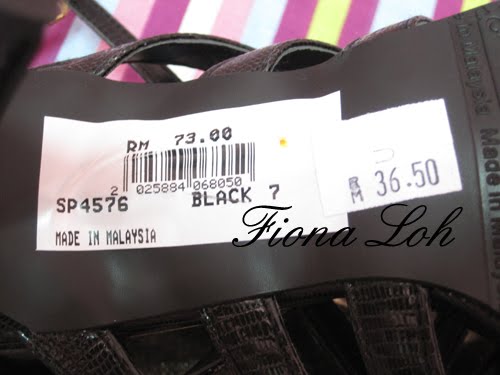 RM 73.00
2 025884 068050
SP4576 BLACK 7
MADE IN MALAYSIA
RM 36.50
Fiona Loh
Made in
Malaysia